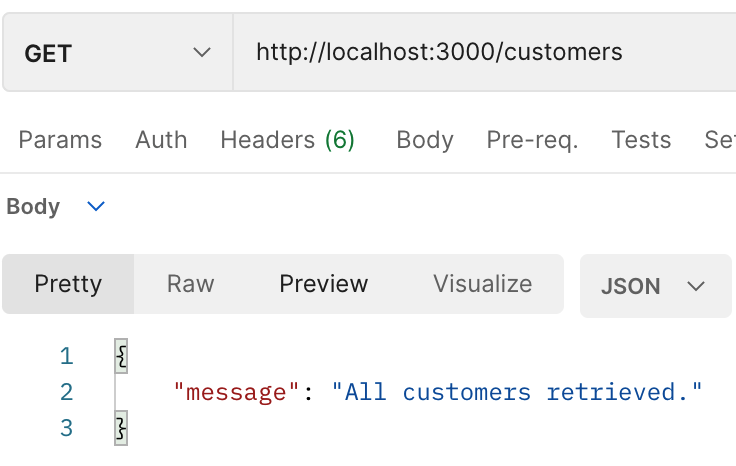 GET http://localhost:3000/customers
Params Auth Headers (6) Body Pre-req. Tests Set
Body
Pretty Raw Preview Visualize JSON
1 {
2 "message": "All customers retrieved."
3 }